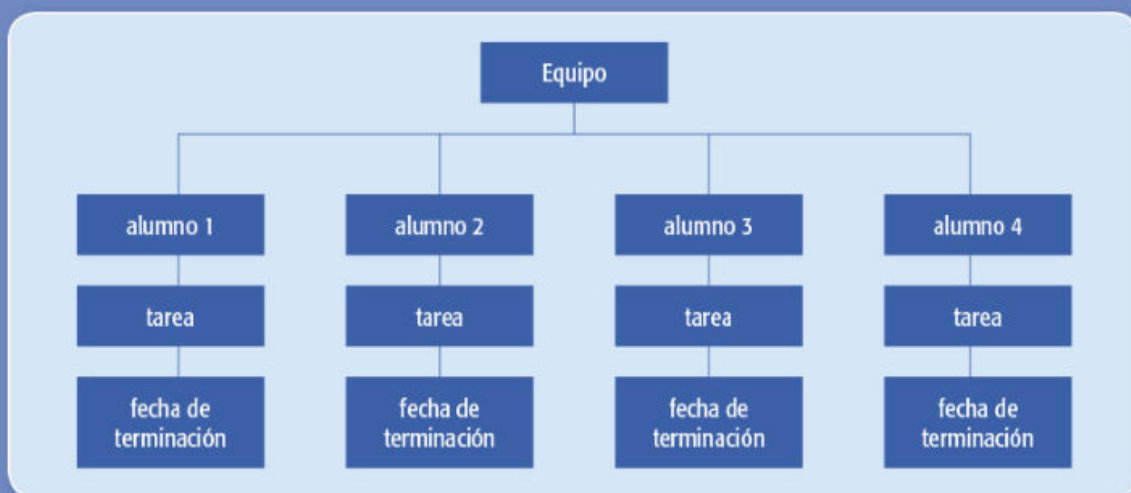 Equipo
alumno 1
alumno 2
alumno 3
alumno 4
tarea
tarea
tarea
tarea
fecha de
terminación
fecha de
terminación
fecha de
terminación
fecha de
terminación